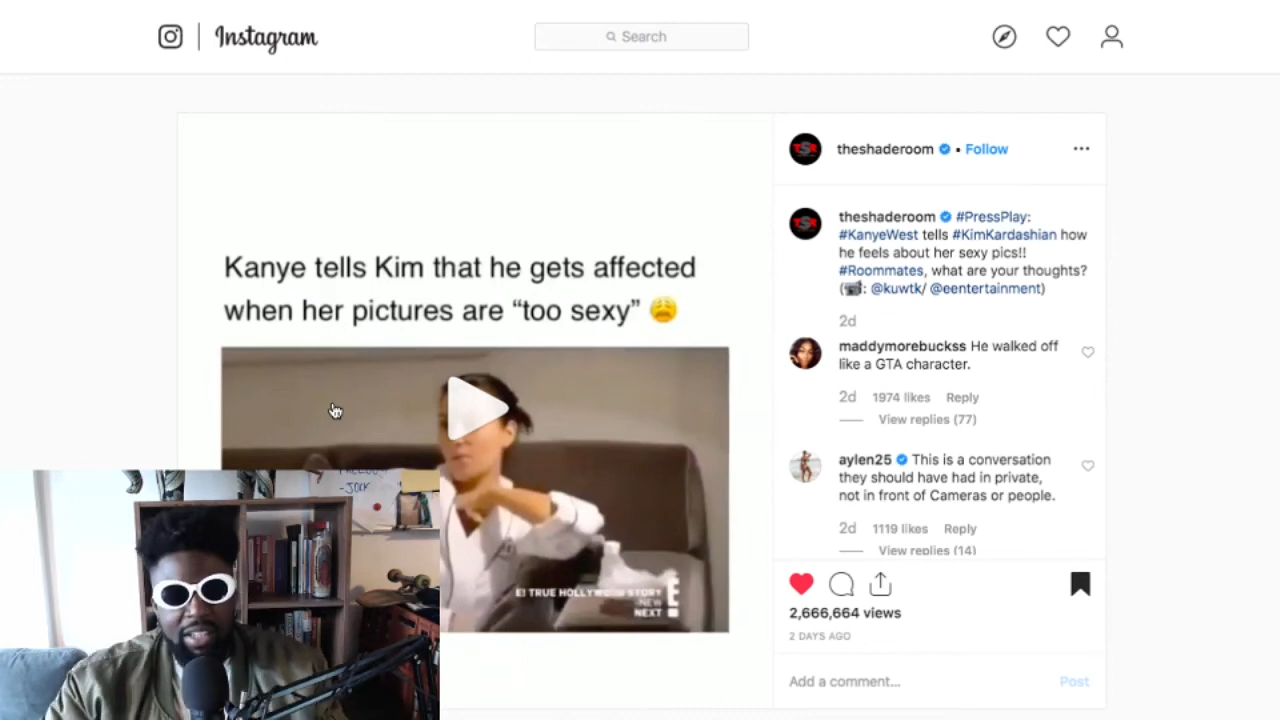 Instagram
Search
Kanye tells Kim that he gets affected
when her pictures are “too sexy” 😩
E! TRUE HOLLYWOOD STORY
NEW
NEXT
-JOCK
TSR
theshaderoom • Follow
TSR
theshaderoom #PressPlay:
#KanyeWest tells #KimKardashian how
he feels about her sexy pics!!
#Roommates, what are your thoughts?
(📹: @kuwtk/ @eentertainment)
2d
maddymorebuckss He walked off
like a GTA character.
2d 1974 likes Reply
View replies (77)
aylen25 This is a conversation
they should have had in private,
not in front of Cameras or people.
2d 1119 likes Reply
View replies (14)
2,666,664 views
2 DAYS AGO
Add a comment... Post